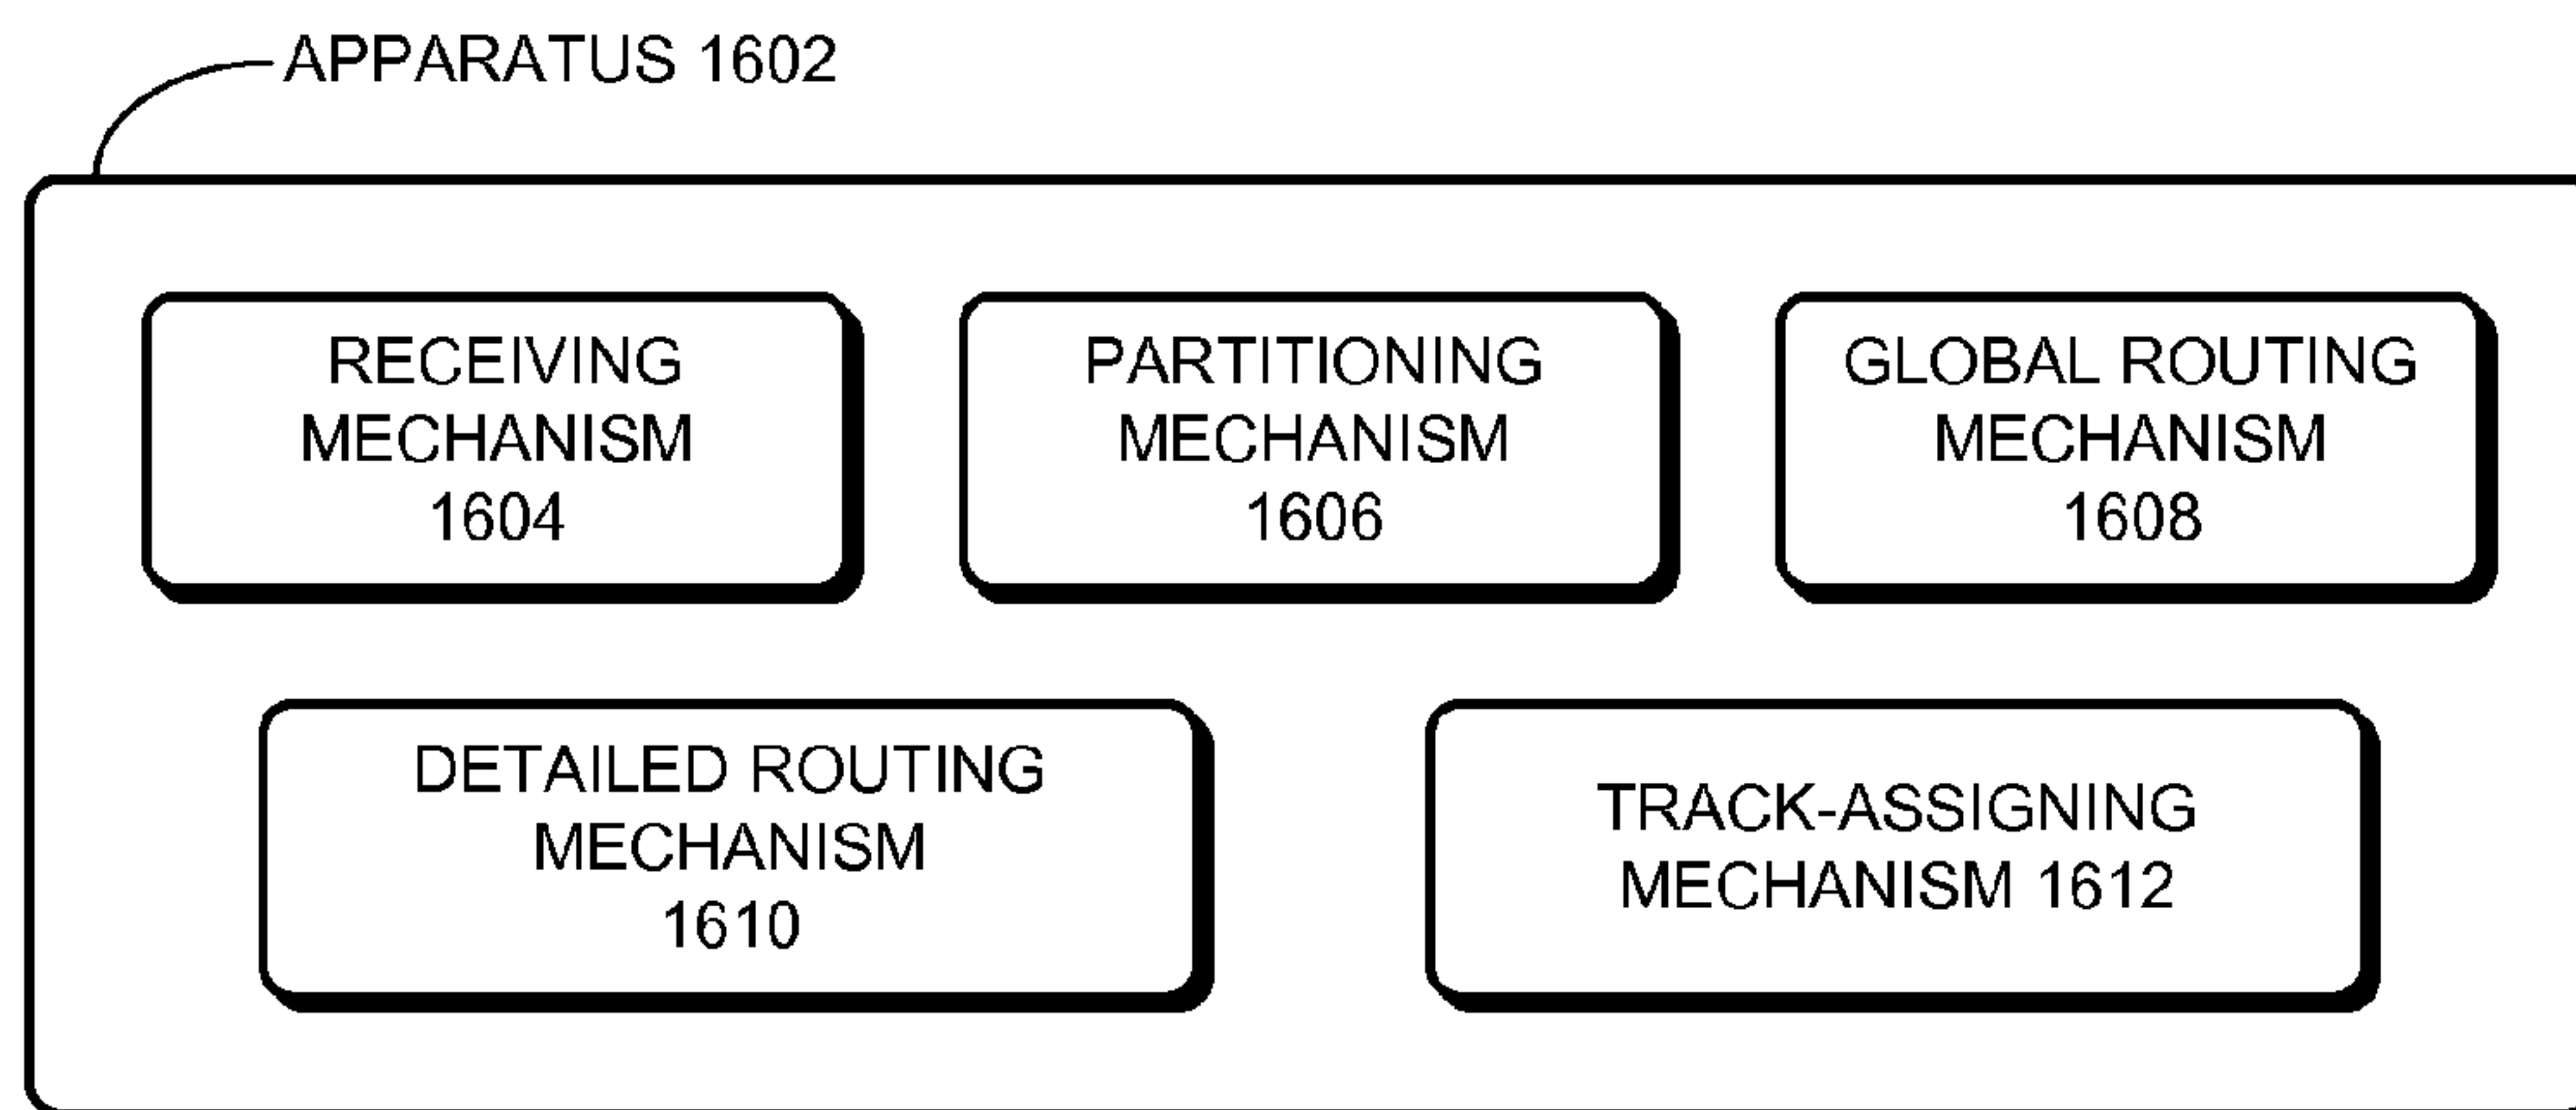 APPARATUS 1602
RECEIVING
MECHANISM
1604
PARTITIONING
MECHANISM
1606
GLOBAL ROUTING
MECHANISM
1608
DETAILED ROUTING
MECHANISM
1610
TRACK-ASSIGNING
MECHANISM 1612